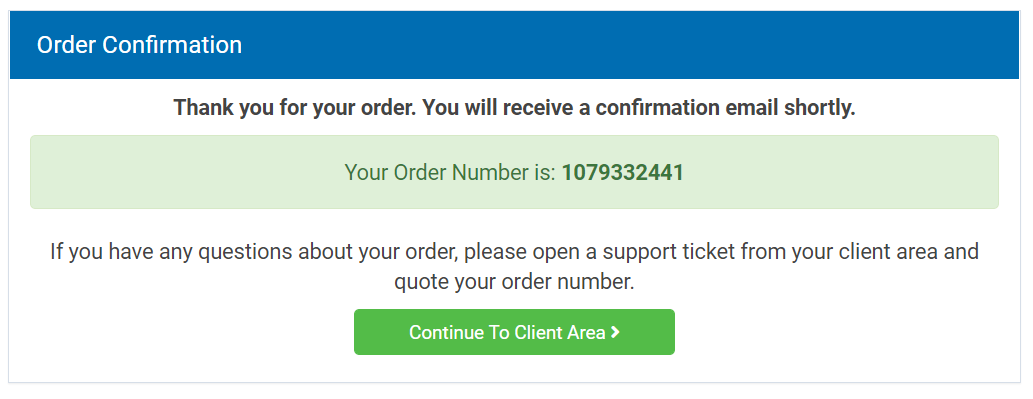 Order Confirmation
Thank you for your order. You will receive a confirmation email shortly.
Your Order Number is: 1079332441
If you have any questions about your order, please open a support ticket from your client area and
quote your order number.
Continue To Client Area